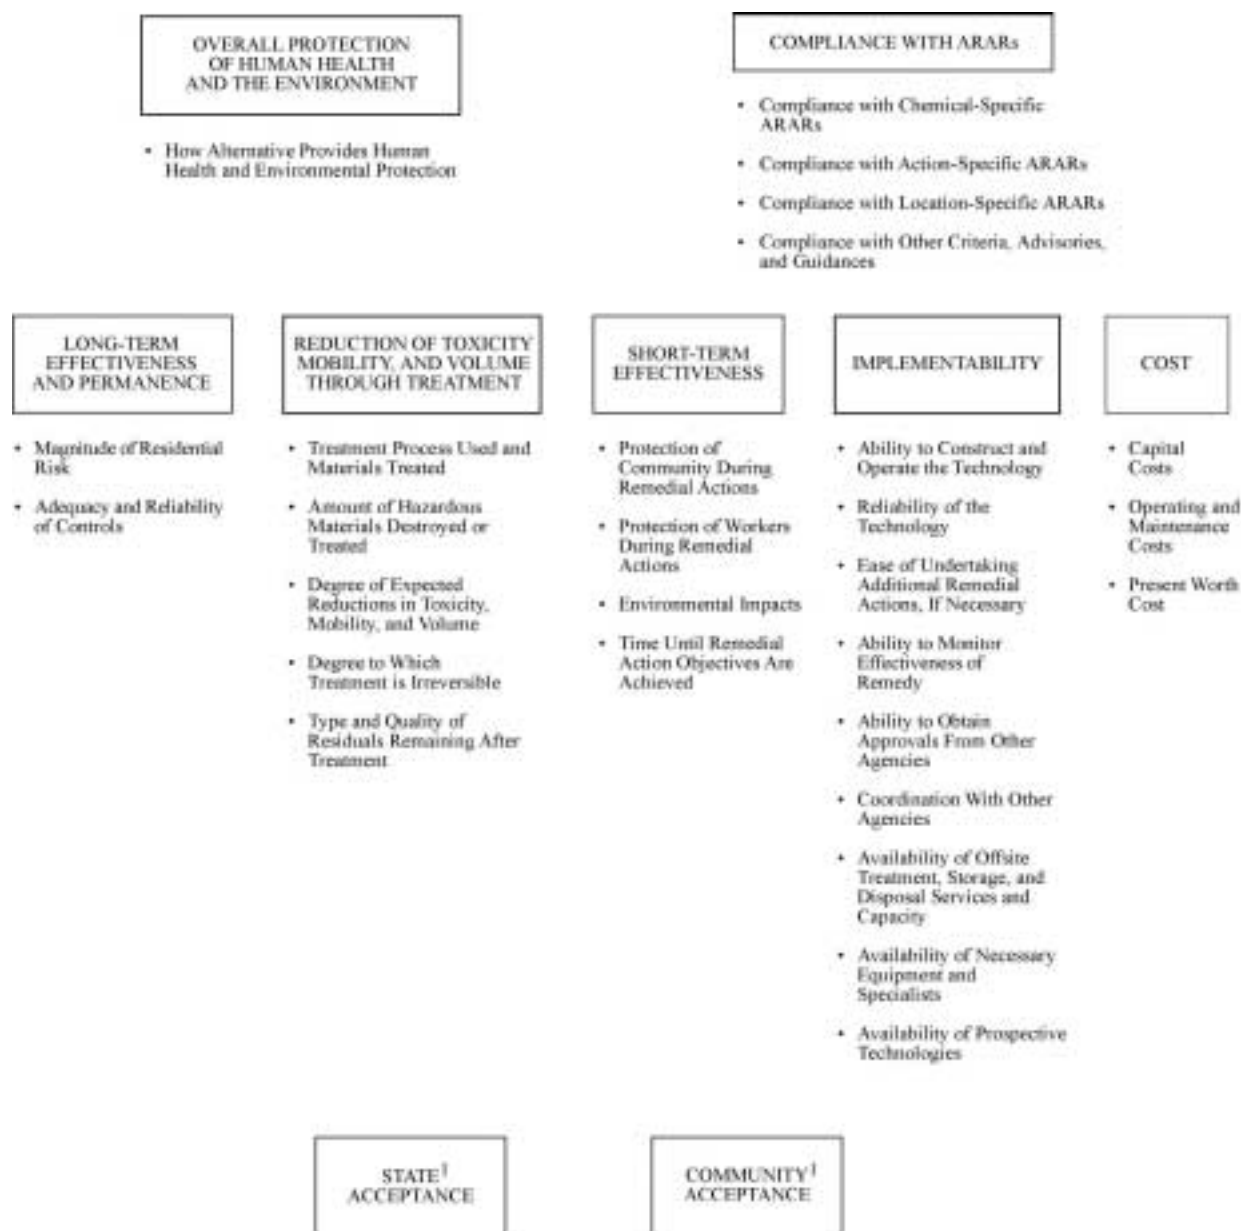 OVERALL PROTECTION
OF HUMAN HEALTH
AND THE ENVIRONMENT
• How Alternative Provides Human
Health and Environmental Protection
COMPLIANCE WITH ARARs
• Compliance with Chemical-Specific
ARARs
• Compliance with Action-Specific ARARs
• Compliance with Location-Specific ARARs
• Compliance with Other Criteria, Advisories,
and Guidances
LONG-TERM
EFFECTIVENESS
AND PERMANENCE
• Magnitude of Residential
Risk
• Adequacy and Reliability
of Controls
REDUCTION OF TOXICITY
MOBILITY, AND VOLUME
THROUGH TREATMENT
• Treatment Process Used and
Materials Treated
• Amount of Hazardous
Materials Destroyed or
Treated
• Degree of Expected
Reductions in Toxicity,
Mobility, and Volume
• Degree to Which
Treatment is Irreversible
• Type and Quality of
Residuals Remaining After
Treatment
SHORT-TERM
EFFECTIVENESS
• Protection of
Community During
Remedial Actions
• Protection of Workers
During Remedial
Actions
• Environmental Impacts
• Time Until Remedial
Action Objectives Are
Achieved
IMPLEMENTABILITY
• Ability to Construct and
Operate the Technology
• Reliability of the
Technology
• Ease of Undertaking
Additional Remedial
Actions, If Necessary
• Ability to Monitor
Effectiveness of
Remedy
• Ability to Obtain
Approvals From Other
Agencies
• Coordination With Other
Agencies
• Availability of Offsite
Treatment, Storage, and
Disposal Services and
Capacity
• Availability of Necessary
Equipment and
Specialists
• Availability of Prospective
Technologies
COST
• Capital
Costs
• Operating and
Maintenance
Costs
• Present Worth
Cost
STATE¹
ACCEPTANCE
COMMUNITY¹
ACCEPTANCE